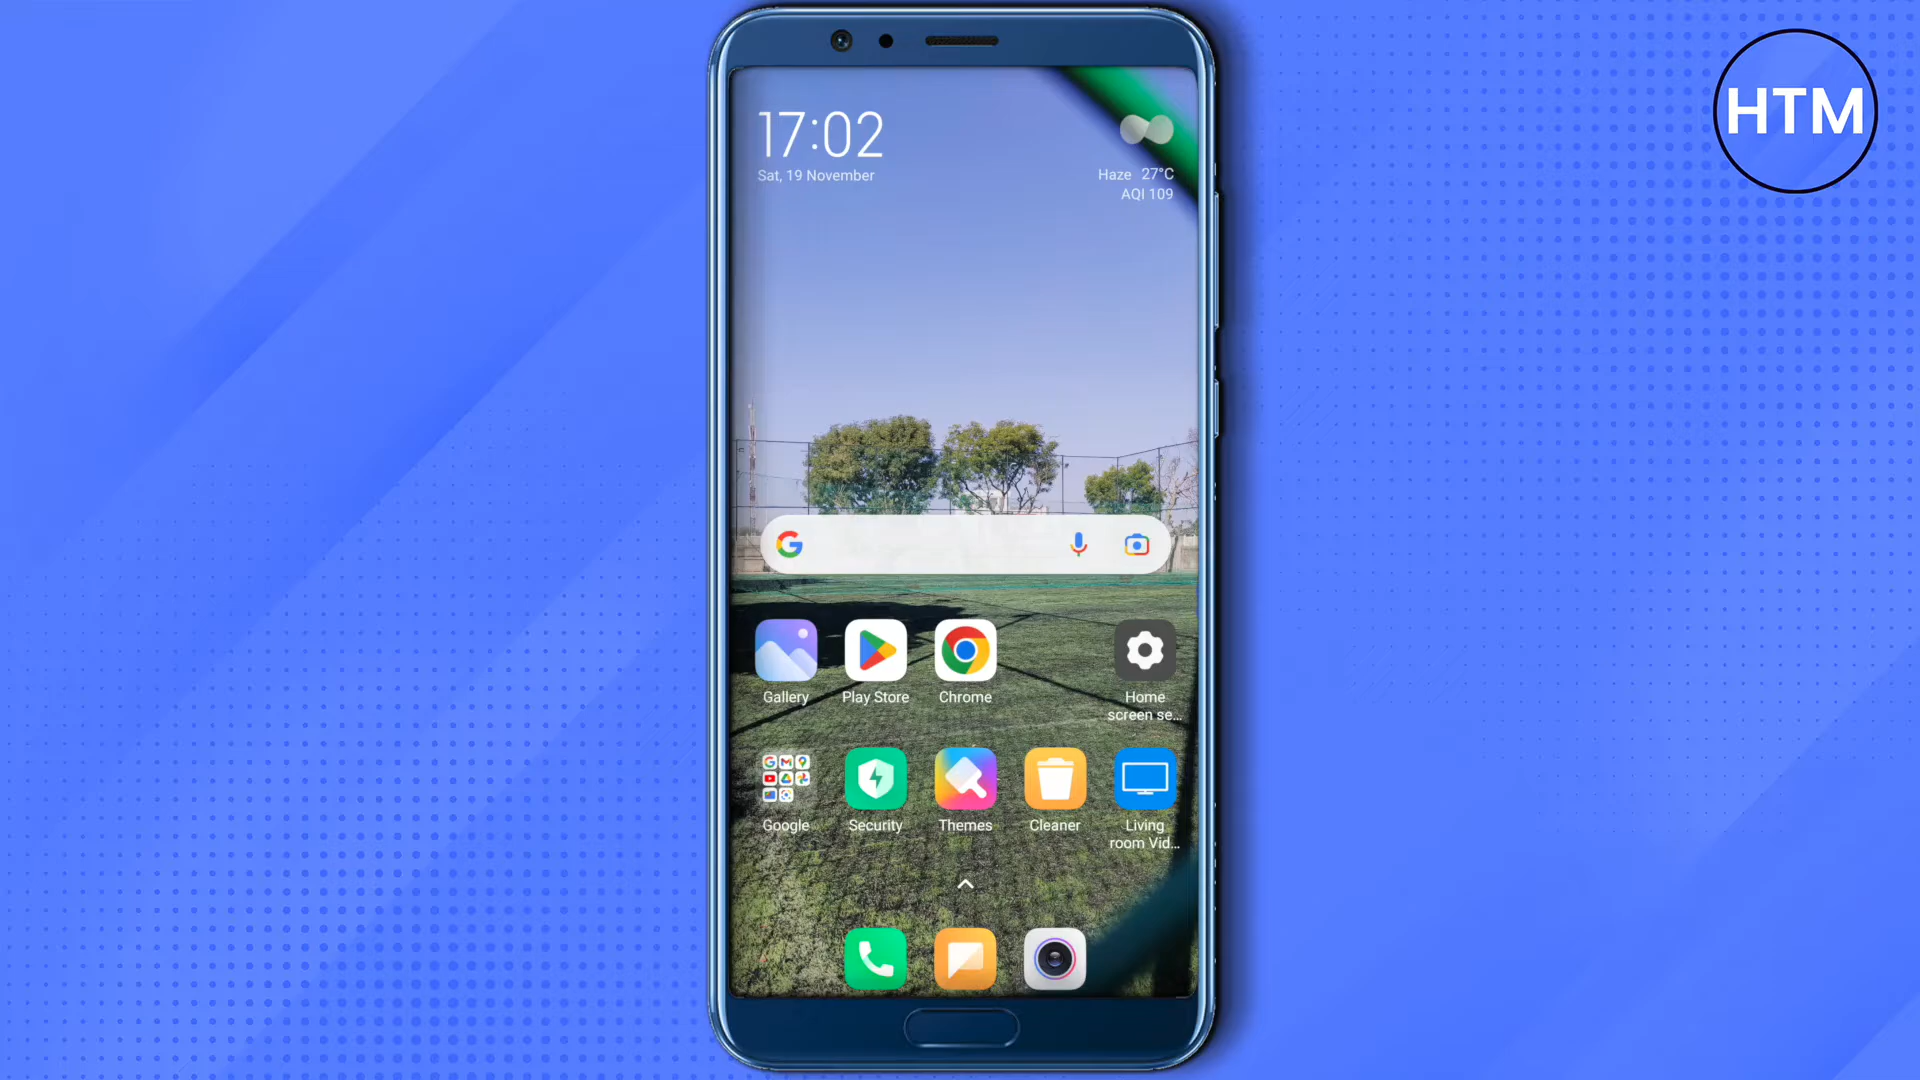 HTM
17:02
Sat, 19 November
Haze 27°C
AQI 109
Gallery
Play Store
Chrome
Home
screen se...
Google
Security
Themes
Cleaner
Living
room Vid...